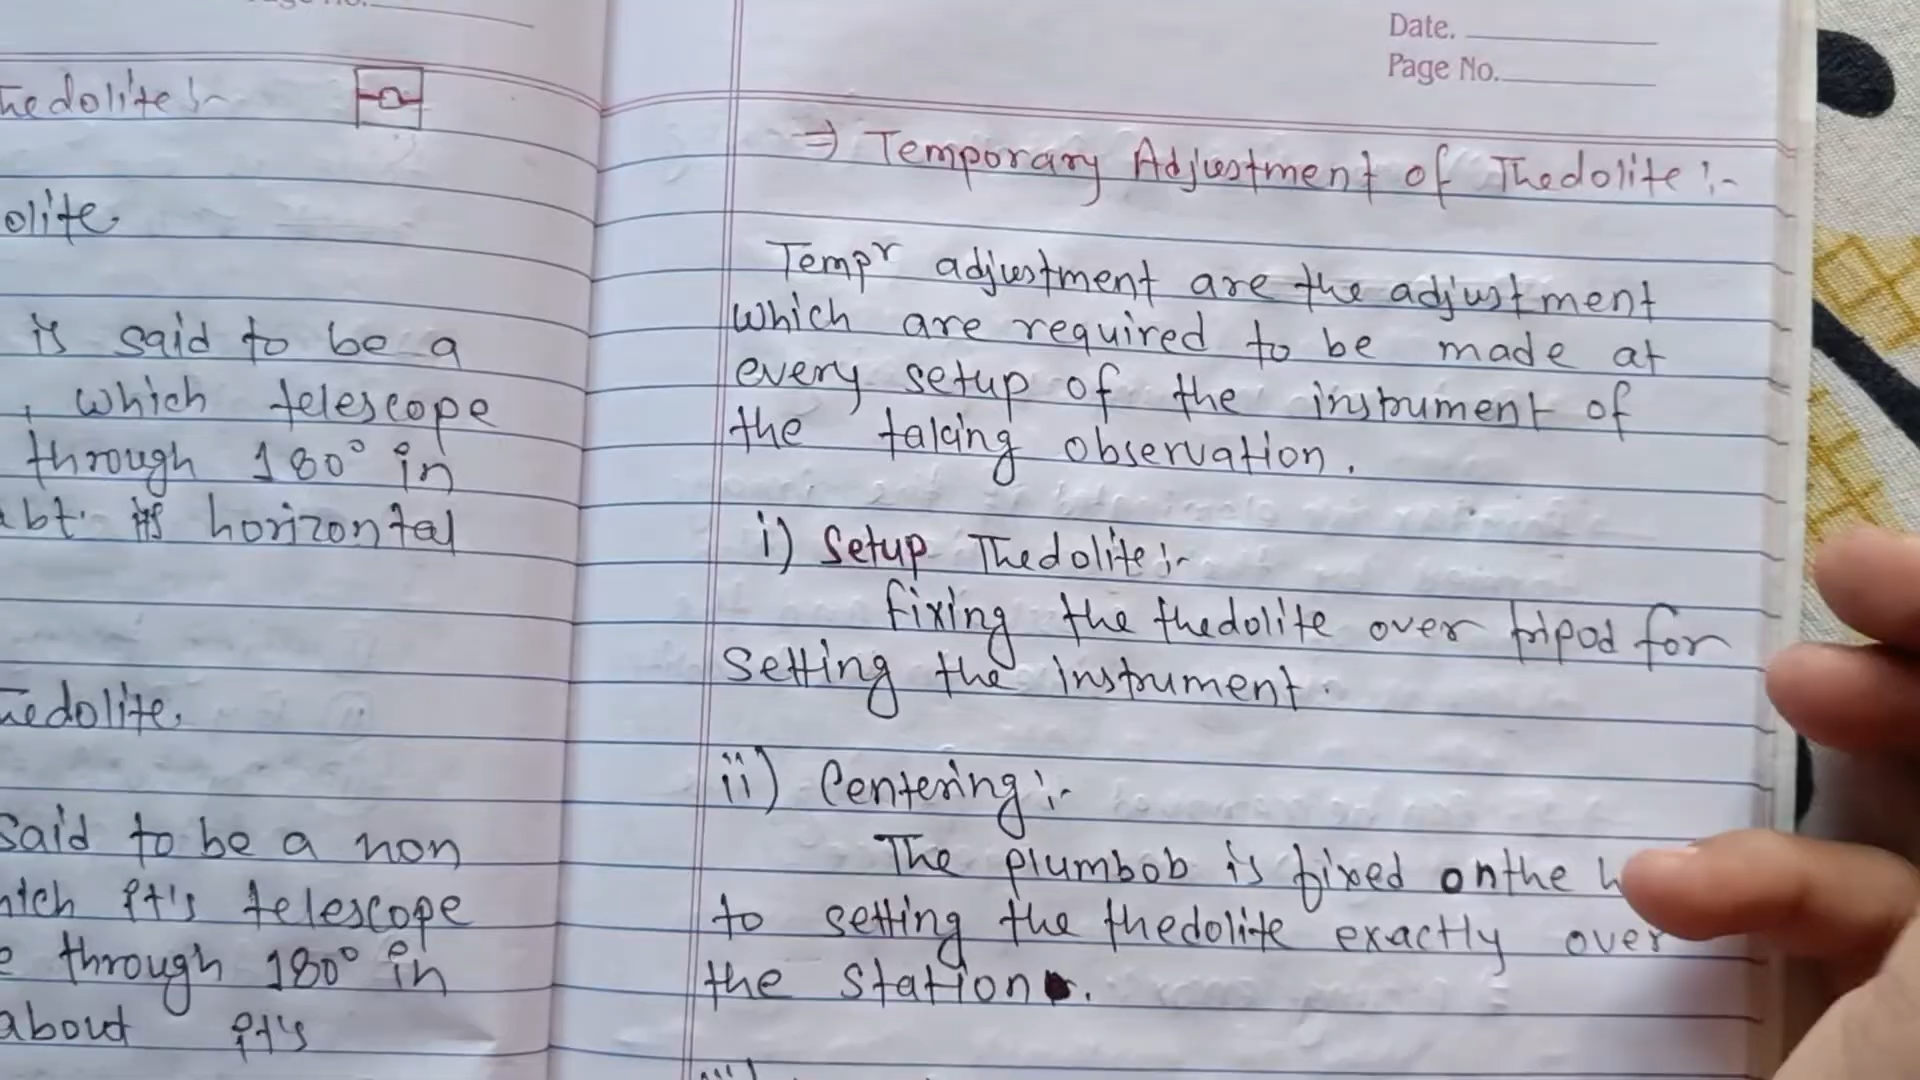 hedolite :-
olite.
is said to be a
which telescope
through 180° in
abt. its horizontal
hedolite.
said to be a non
hich it's telescope
e through 180° in
about it's
Date.
Page No.
⇒ Temporary Adjustment of Thedolite :-
Tempr adjustment are the adjustment
which are required to be made at
every setup of the instrument of
the taking observation.
i) Setup Thedolite :-
fixing the thedolite over tripod for
setting the instrument.
ii) Centering :-
The plumbob is fixed on the
to setting the thedolite exactly over
the station.